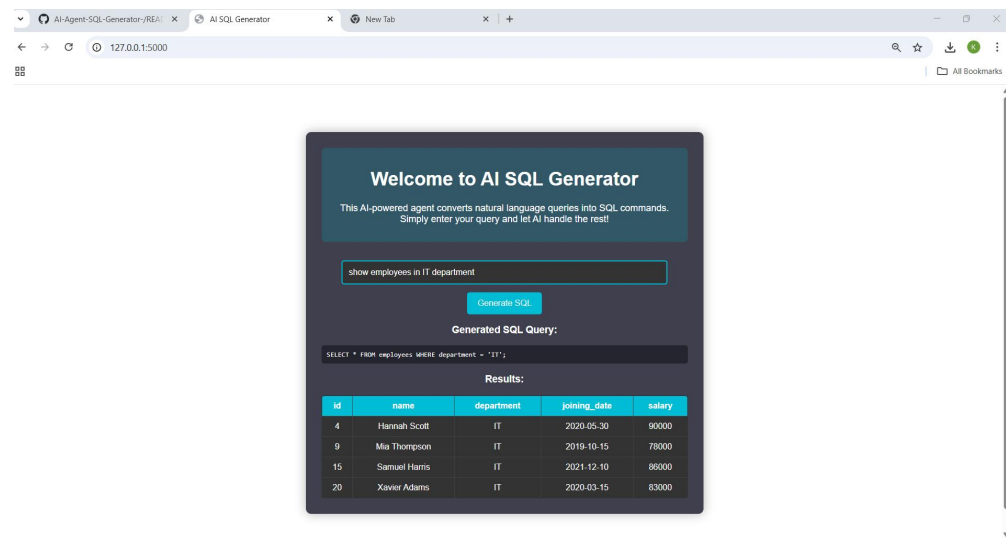 AI-Agent-SQL-Generator-/REA
AI SQL Generator
New Tab
127.0.0.1:5000
K
All Bookmarks
Welcome to AI SQL Generator
This AI-powered agent converts natural language queries into SQL commands.
Simply enter your query and let AI handle the rest!
show employees in IT department
Generate SQL
Generated SQL Query:
SELECT * FROM employees WHERE department = 'IT';
Results:
id name department joining_date salary
4 Hannah Scott IT 2020-05-30 90000
9 Mia Thompson IT 2019-10-15 78000
15 Samuel Harris IT 2021-12-10 86000
20 Xavier Adams IT 2020-03-15 83000